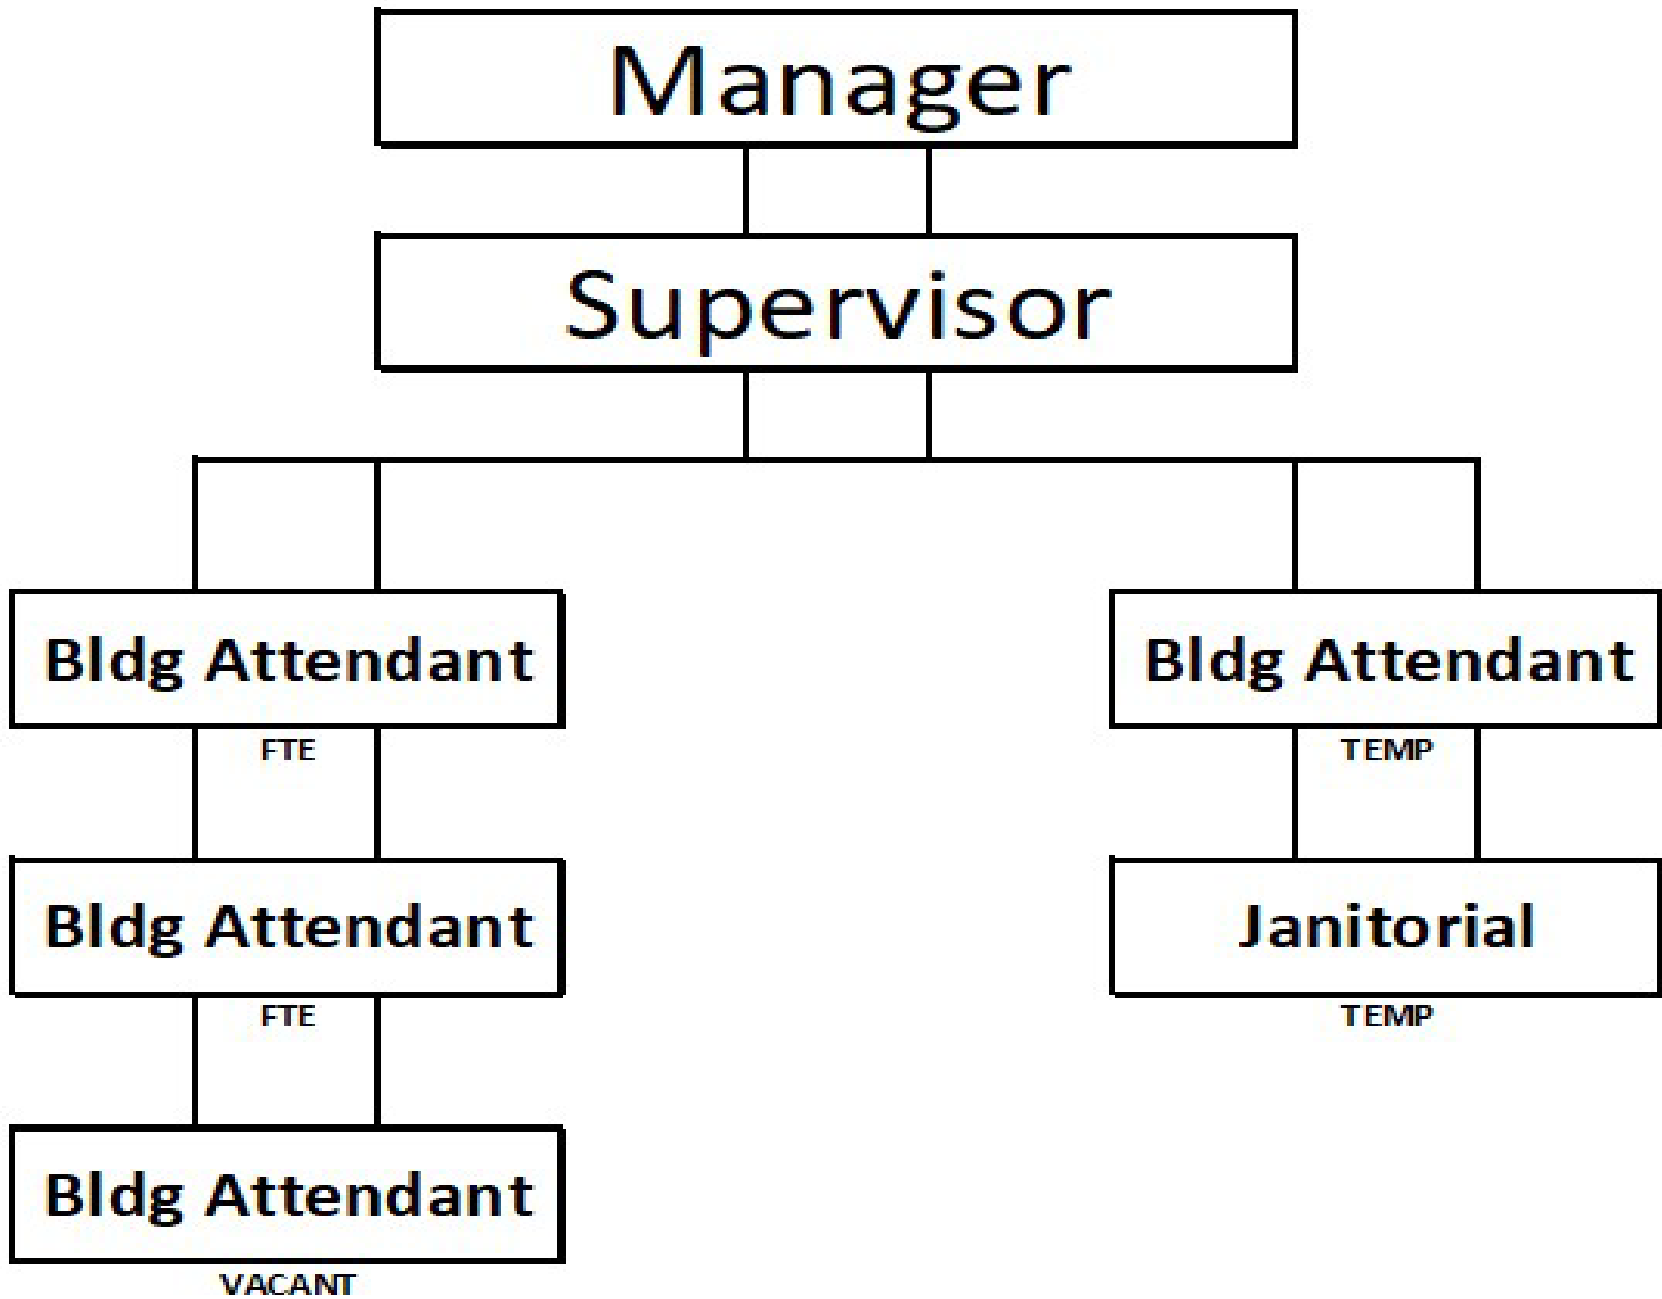 Manager
Supervisor
Bldg Attendant
FTE
Bldg Attendant
FTE
Bldg Attendant
VACANT
Bldg Attendant
TEMP
Janitorial
TEMP